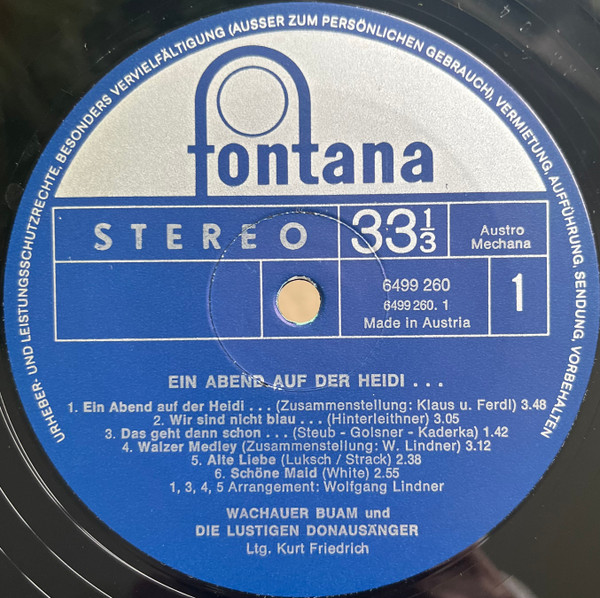 URHEBER- UND LEISTUNGSSCHUTZRECHTE, BESONDERS VERVIELFÄLTIGUNG (AUSSER ZUM PERSÖNLICHEN GEBRAUCH), VERMIETUNG, AUFFÜHRUNG, SENDUNG, VORBEHALTEN
fontana
STEREO
33 1/3
Austro
Mechana
6499 260
6499 260. 1
Made in Austria
1
EIN ABEND AUF DER HEIDI . . .
1. Ein Abend auf der Heidi . . . (Zusammenstellung: Klaus u. Ferdl) 3.48
2. Wir sind nicht blau . . . (Hinterleithner) 3.05
3. Das geht dann schon . . . (Steub - Golsner - Kaderka) 1.42
4. Walzer Medley (Zusammenstellung: W. Lindner) 3.12
5. Alte Liebe (Luksch / Strack) 2.38
6. Schöne Maid (White) 2.55
1, 3, 4, 5 Arrangement: Wolfgang Lindner
WACHAUER BUAM und
DIE LUSTIGEN DONAUSÄNGER
Ltg. Kurt Friedrich